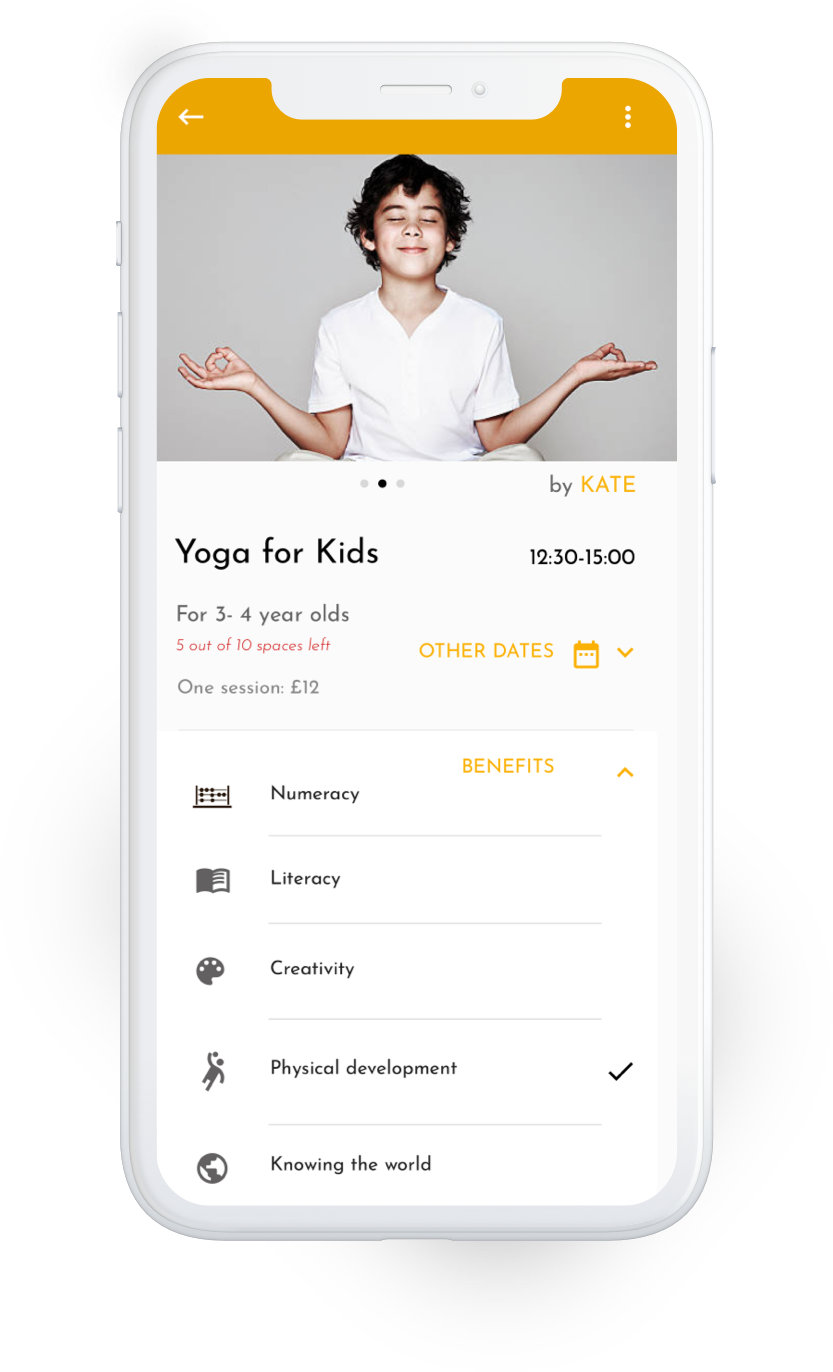 by KATE
Yoga for Kids
12:30-15:00
For 3- 4 year olds
5 out of 10 spaces left
OTHER DATES
One session: £12
BENEFITS
Numeracy
Literacy
Creativity
Physical development
Knowing the world